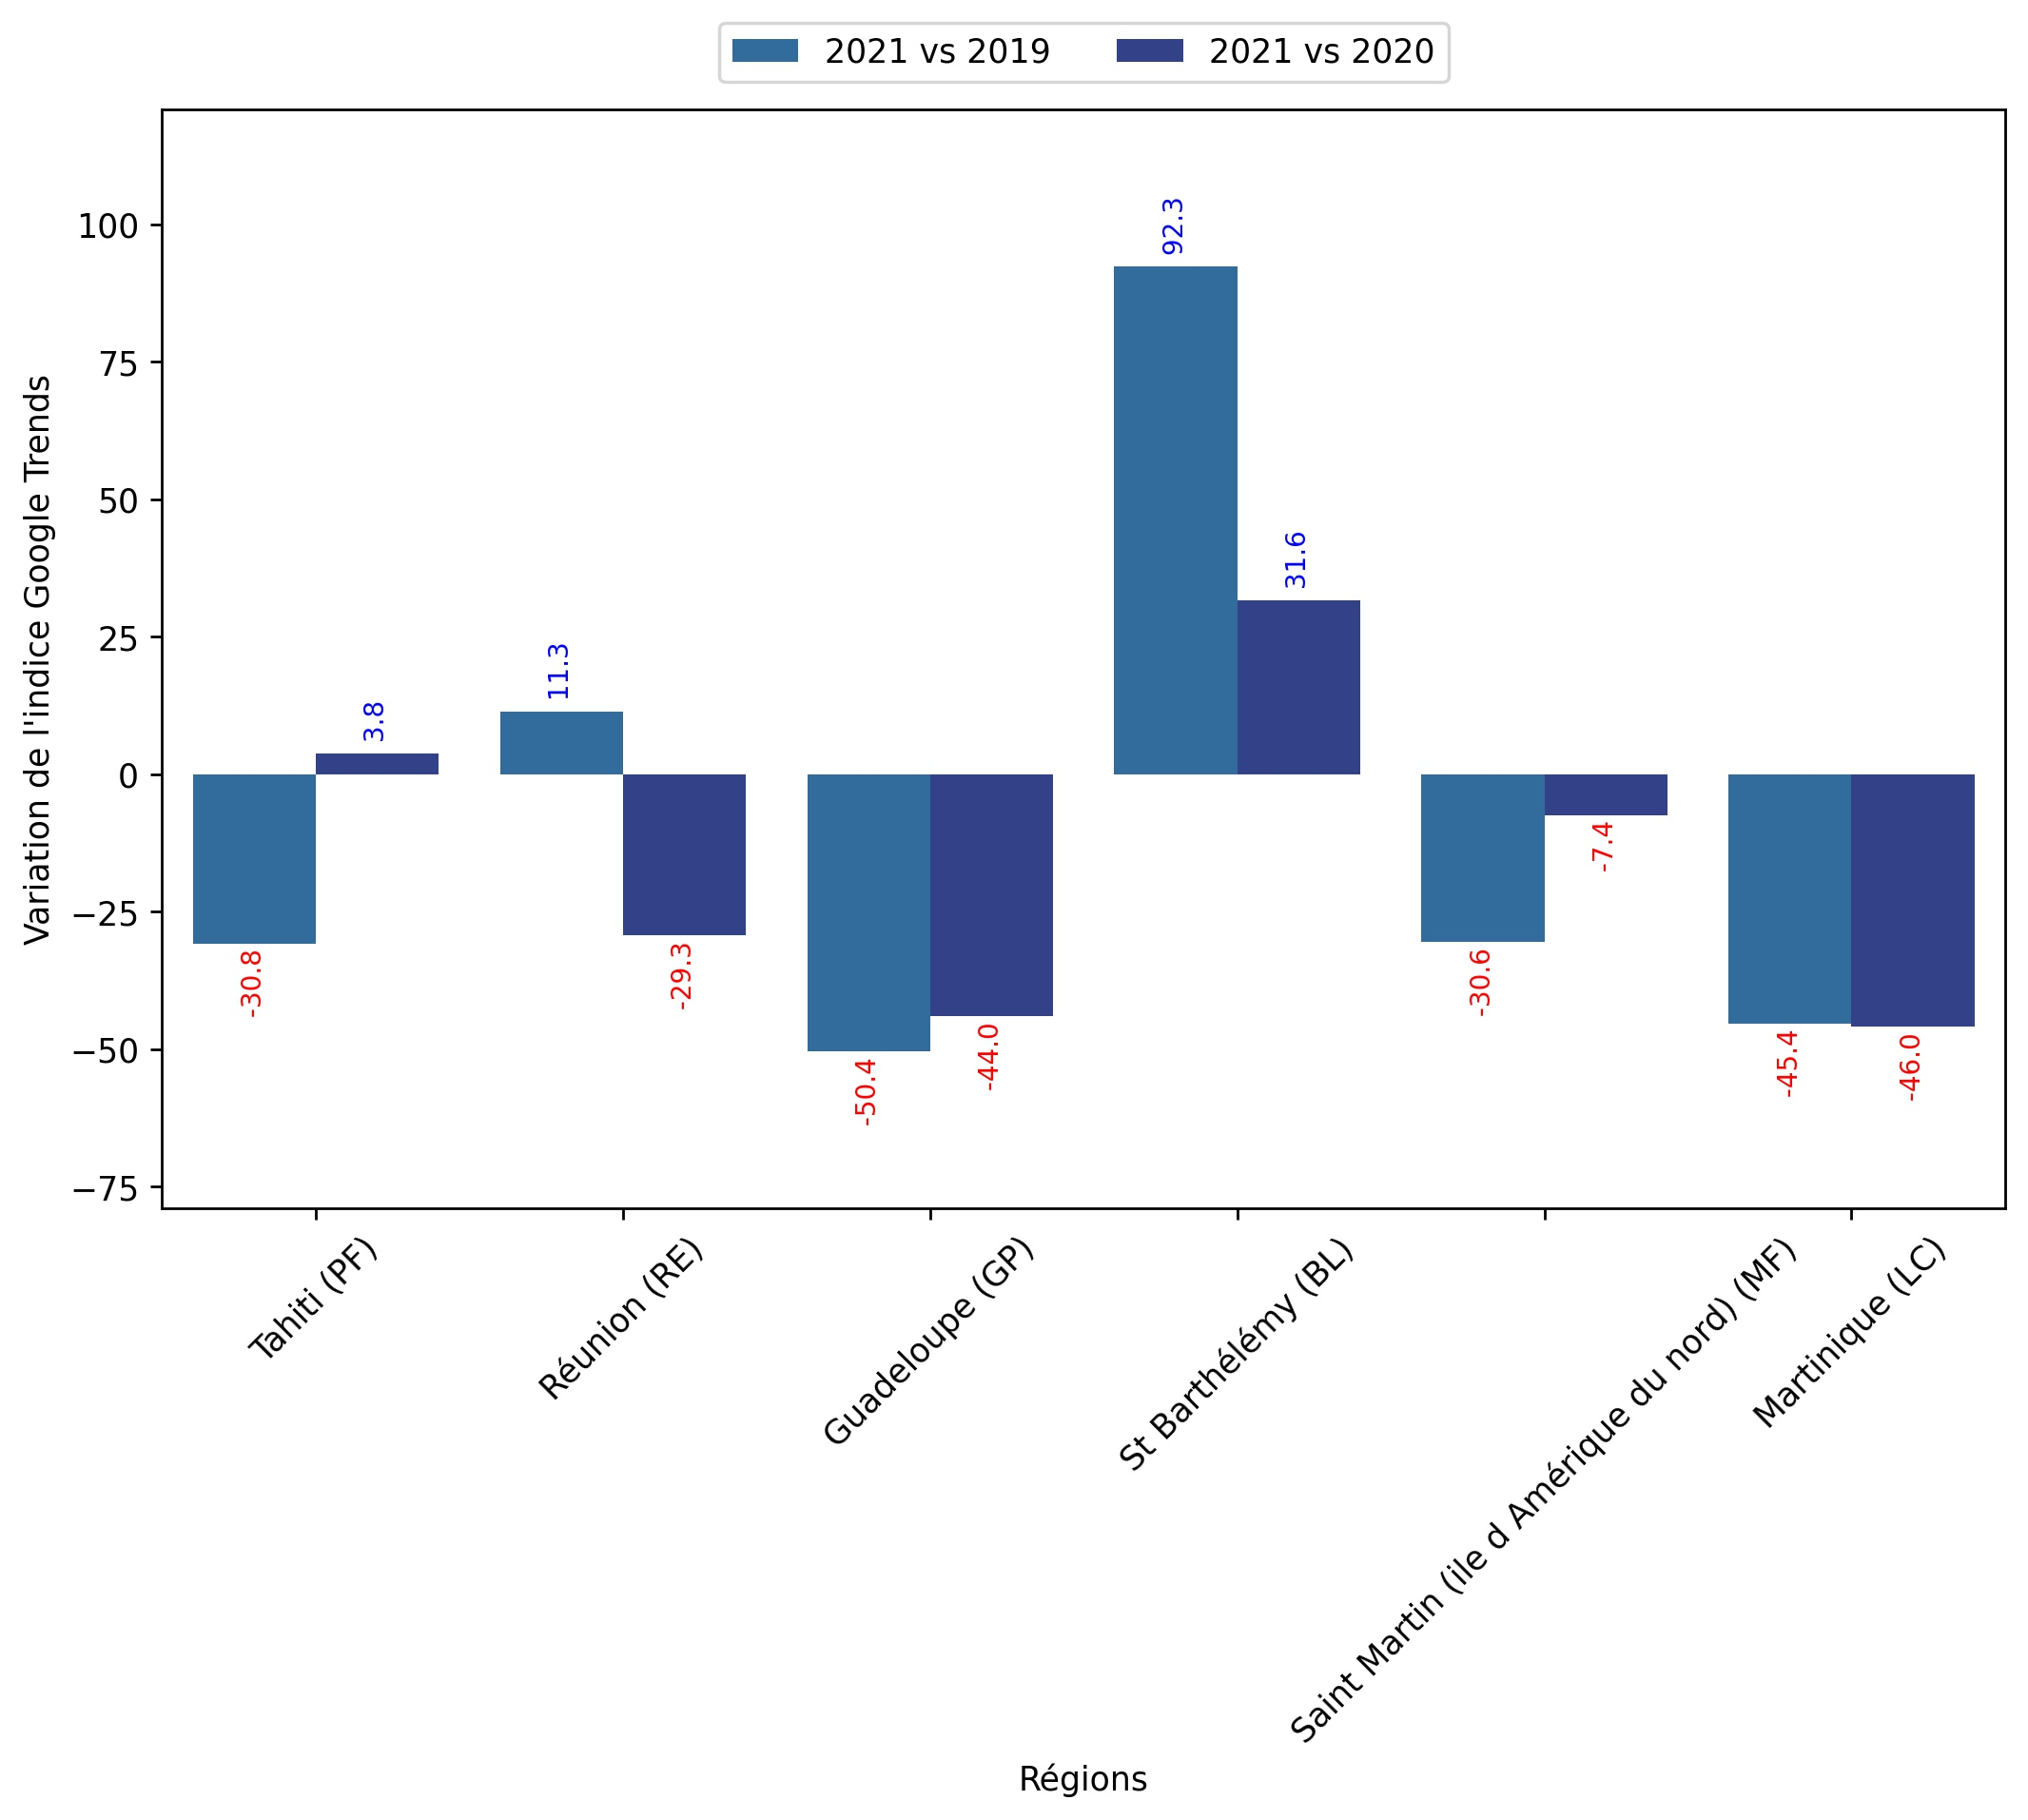 2021 vs 2019
2021 vs 2020
Variation de l'indice Google Trends
100
75
50
25
0
−25
−50
−75
-30.8
3.8
11.3
-29.3
-50.4
-44.0
92.3
31.6
-30.6
-7.4
-45.4
-46.0
Tahiti (PF)
Réunion (RE)
Guadeloupe (GP)
St Barthélémy (BL)
Saint Martin (ile d Amérique du nord) (MF)
Martinique (LC)
Régions